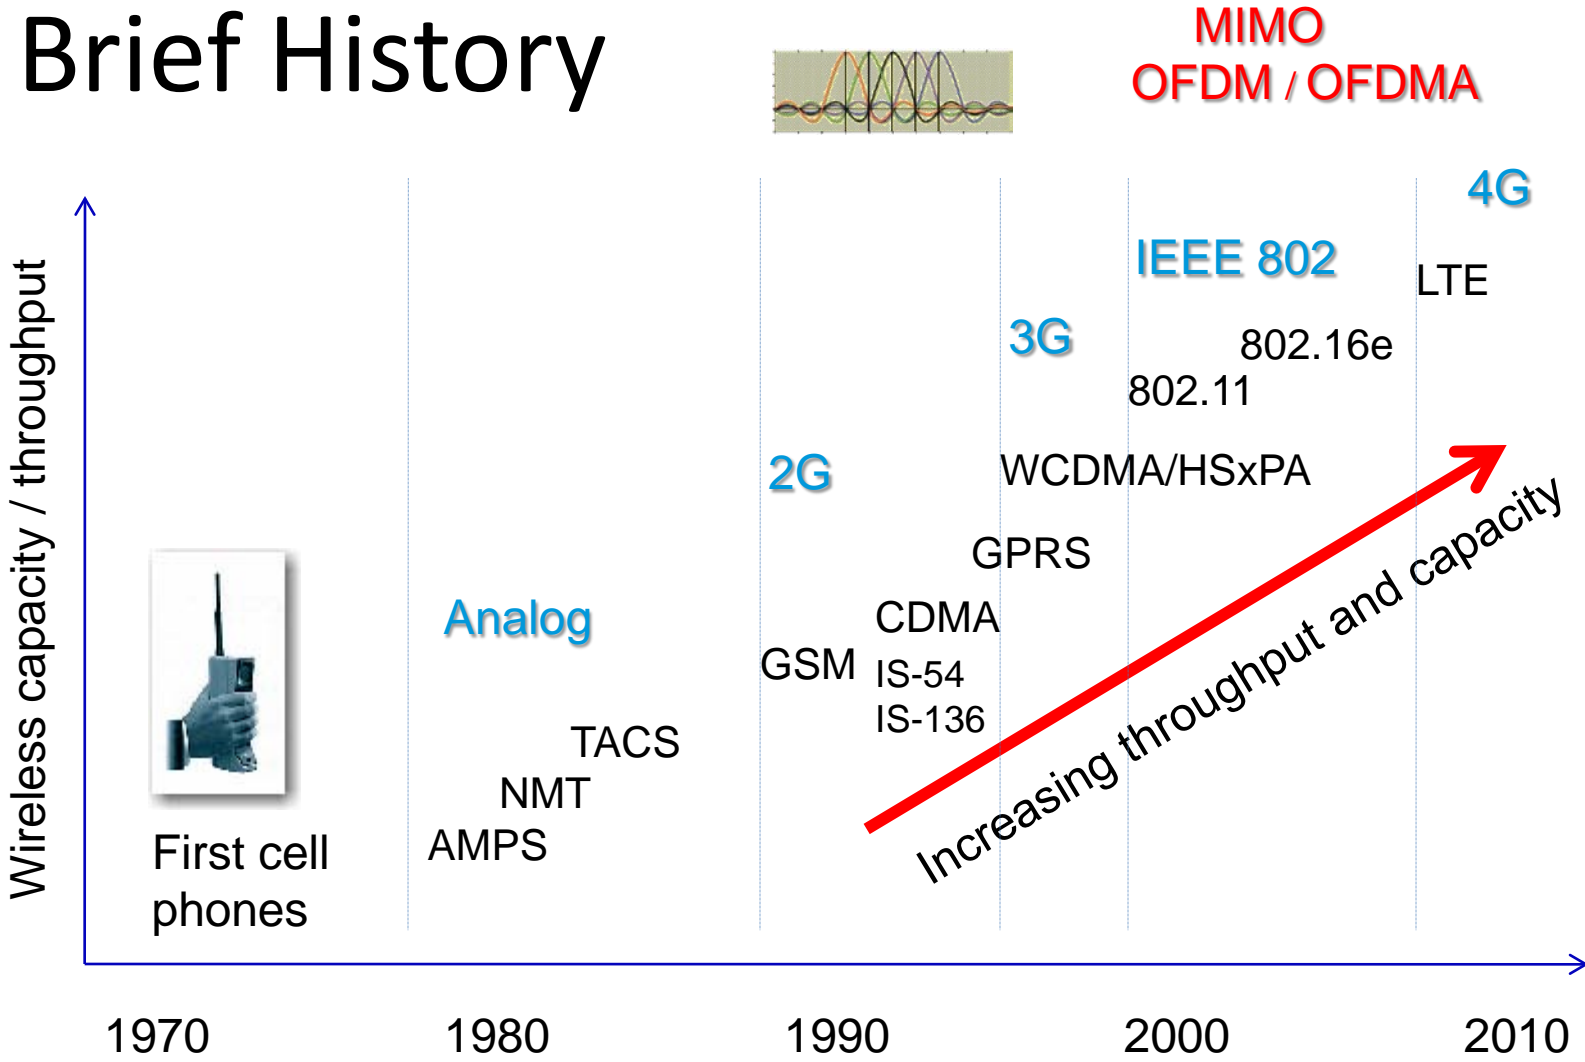 Brief History
MIMO
OFDM / OFDMA
4G
IEEE 802
LTE
3G
802.16e
802.11
2G
WCDMA/HSxPA
GPRS
Analog
CDMA
GSM
IS-54
IS-136
TACS
NMT
AMPS
First cell
phones
Increasing throughput and capacity
Wireless capacity / throughput
1970
1980
1990
2000
2010